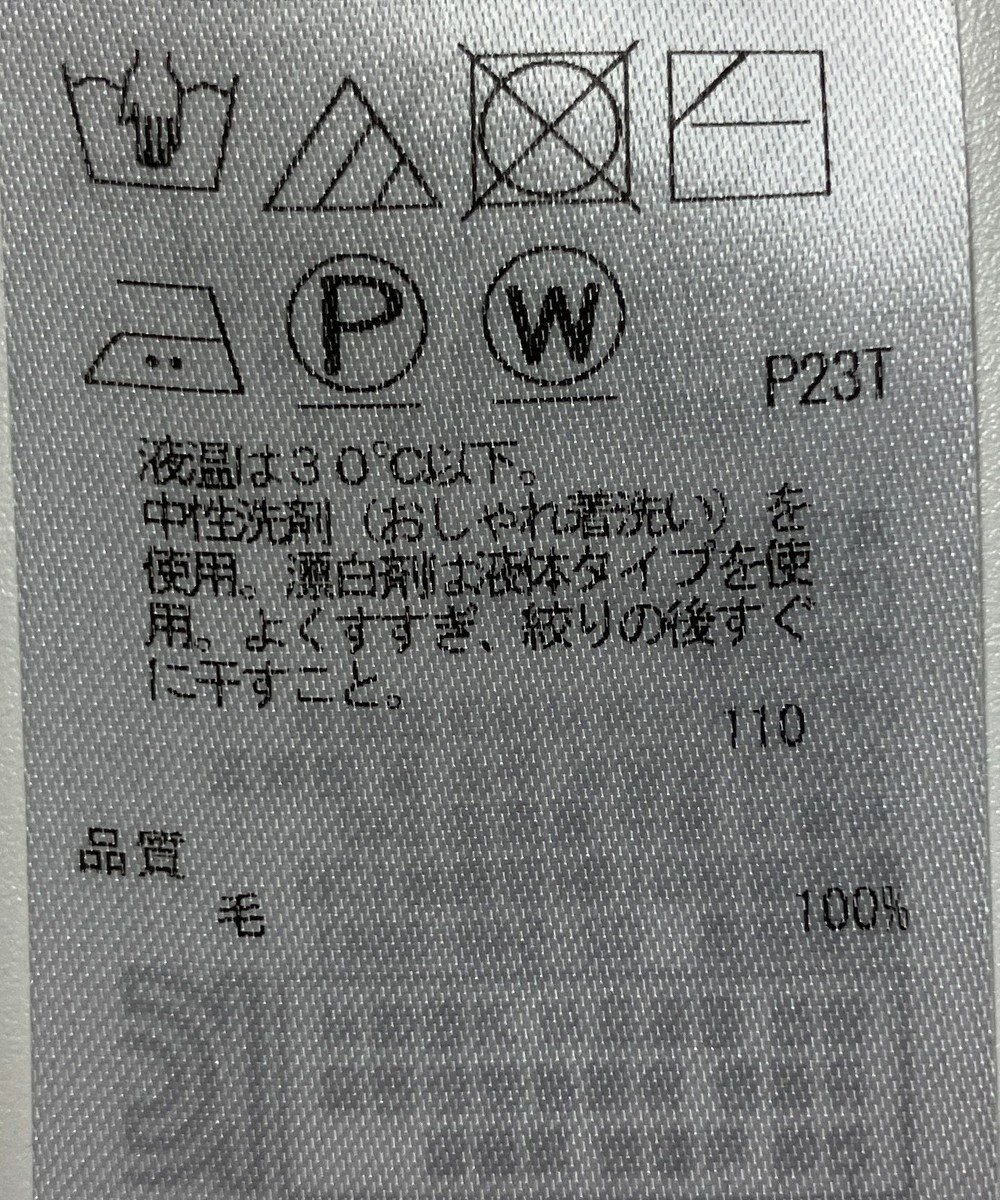 P
W
P23T
液温は30℃以下。
中性洗剤(おしゃれ着洗い)を
使用。漂白剤は液体タイプを使
用。よくすすぎ、絞りの後すぐ
に干すこと。
110
品質
毛 100%